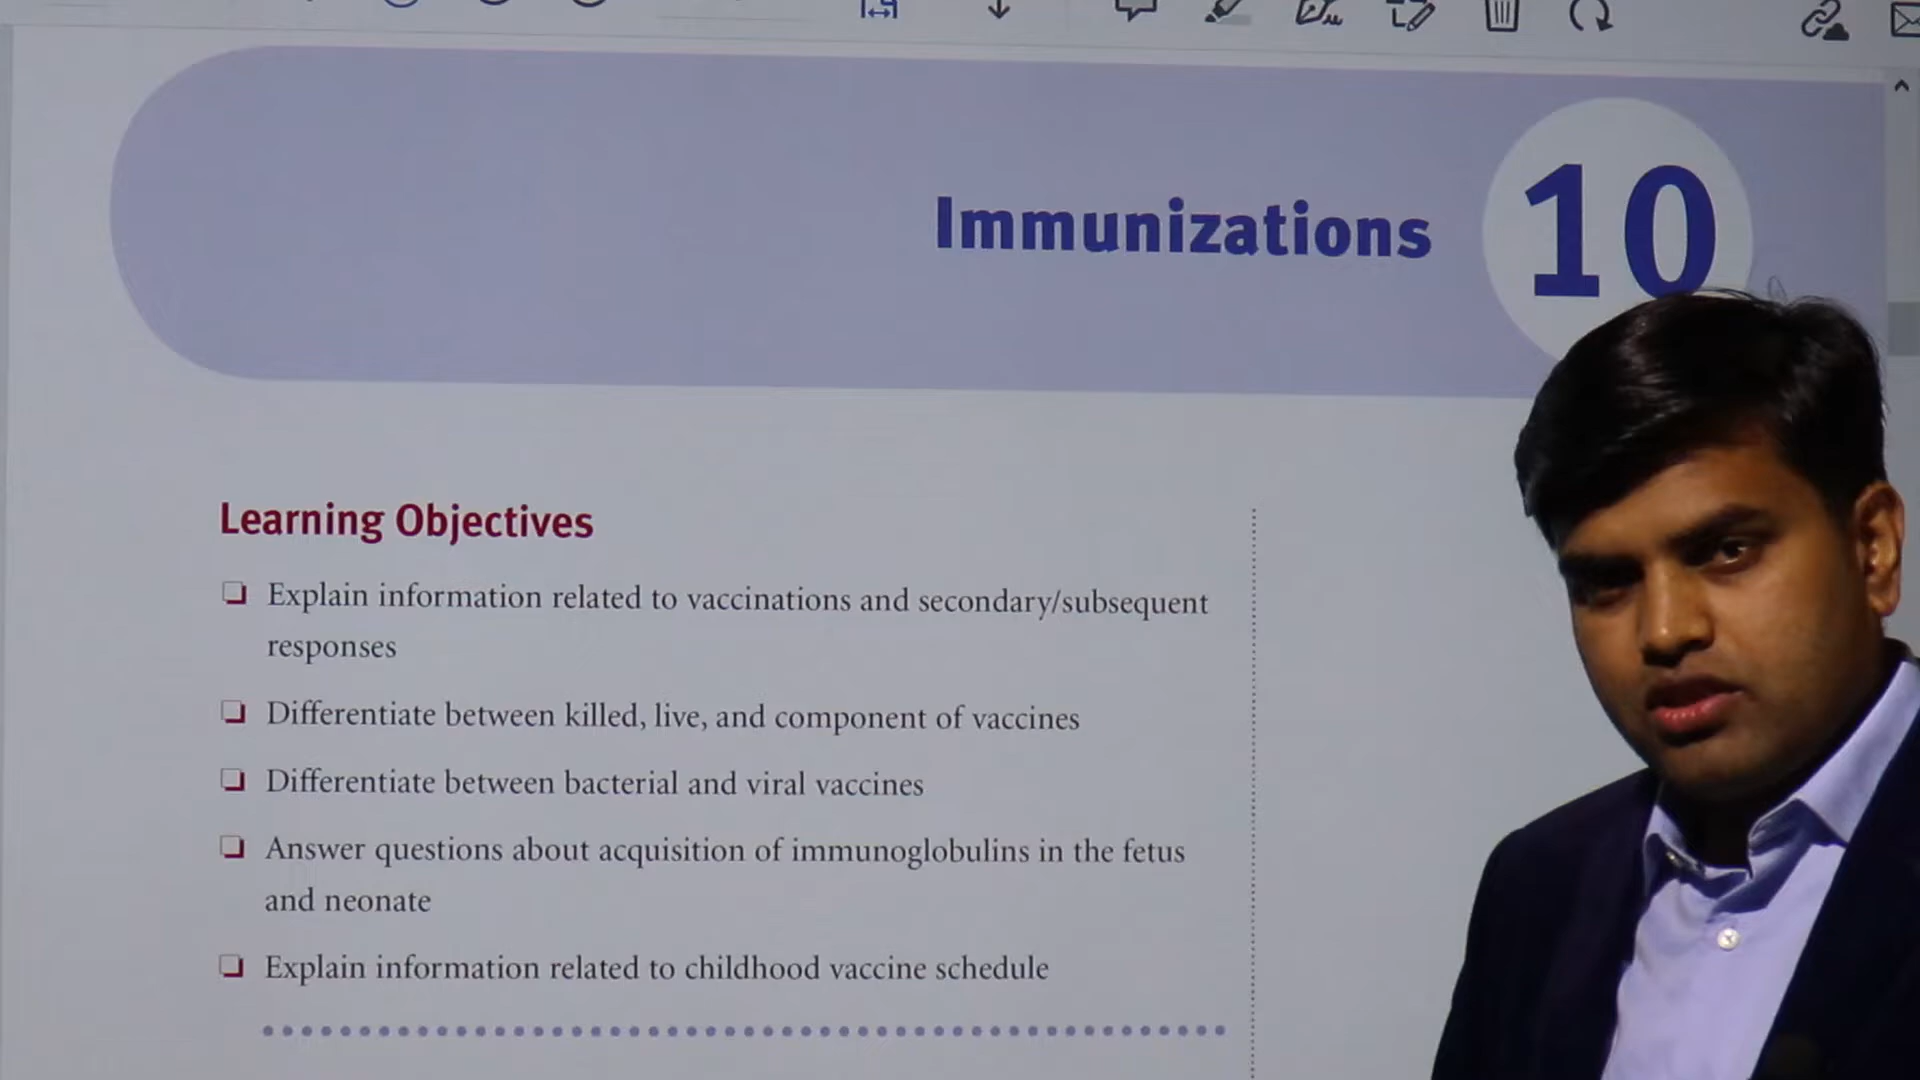 Immunizations 10
Learning Objectives
Explain information related to vaccinations and secondary/subsequent
responses
Differentiate between killed, live, and component of vaccines
Differentiate between bacterial and viral vaccines
Answer questions about acquisition of immunoglobulins in the fetus
and neonate
Explain information related to childhood vaccine schedule